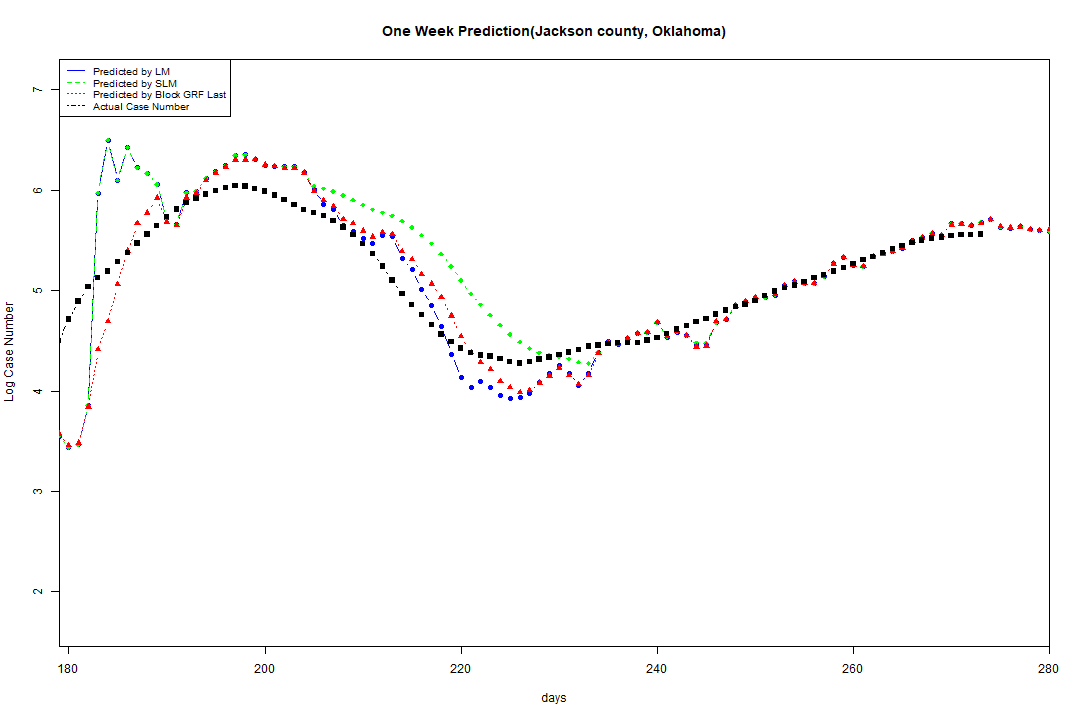 One Week Prediction(Jackson county, Oklahoma)
Predicted by LM
Predicted by SLM
Predicted by Block GRF Last
Actual Case Number
7
6
5
4
3
2
Log Case Number
180 200 220 240 260 280
days